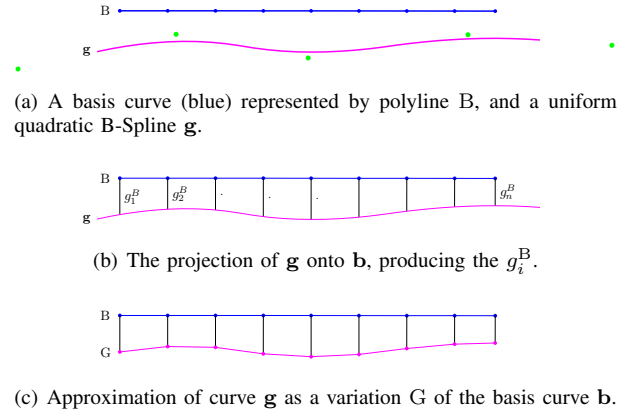 B
g
(a) A basis curve (blue) represented by polyline B, and a uniform
quadratic B-Spline g.
B
g_1^B g_2^B . . . g_n^B
g
(b) The projection of g onto b, producing the g_i^B.
B
G
(c) Approximation of curve g as a variation G of the basis curve b.